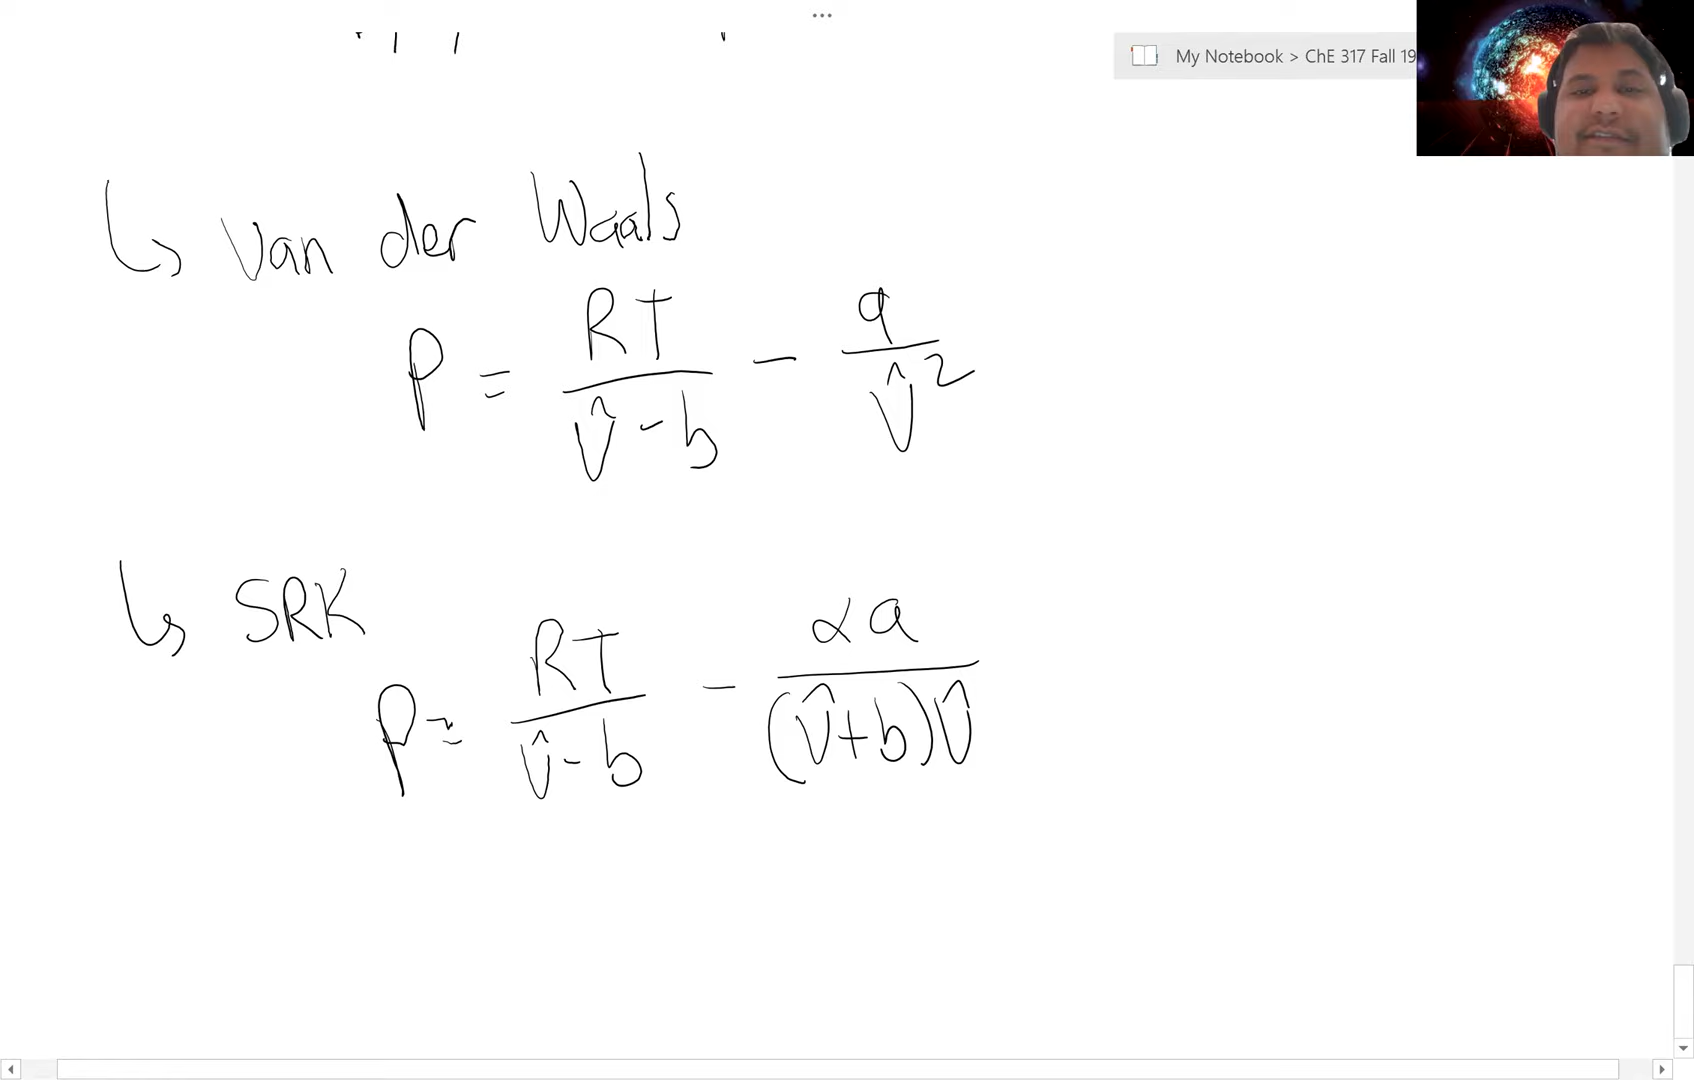 My Notebook > ChE 317 Fall 19
Van der Waals
P = RT / (V̂ - b) - a / V̂²
SRK
P = RT / (V̂ - b) - αa / (V̂+b)V̂